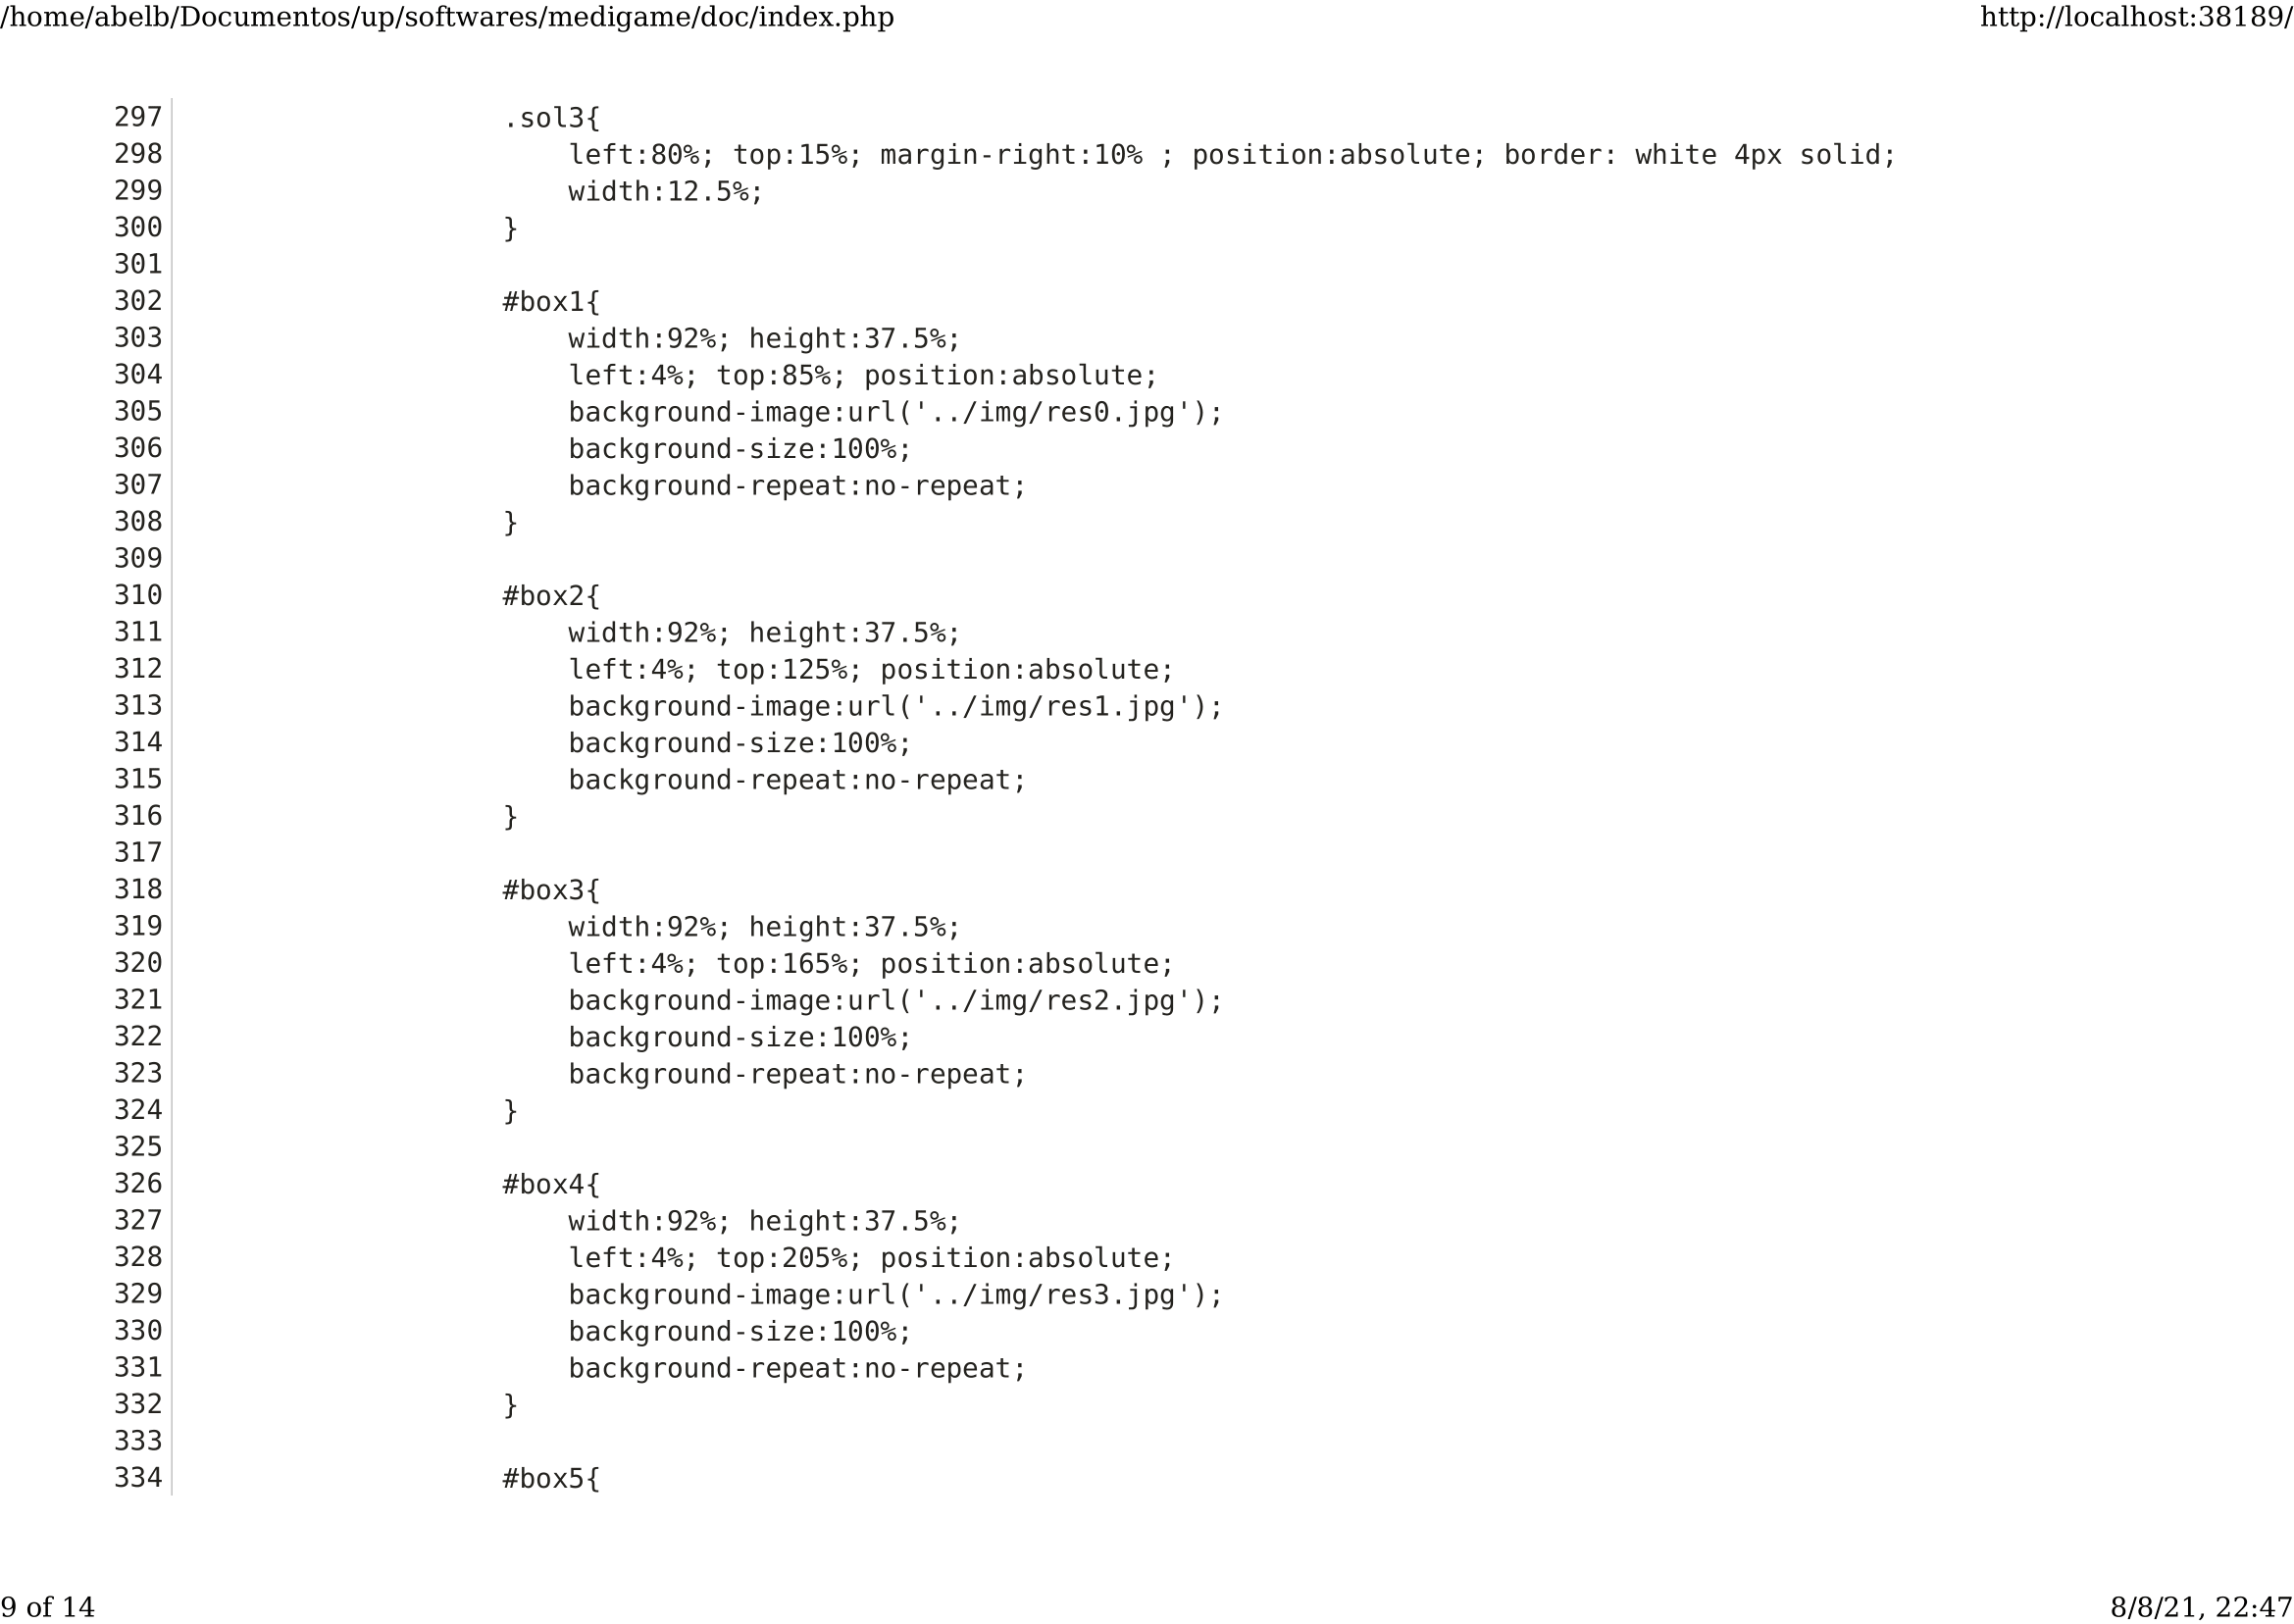 /home/abelb/Documentos/up/softwares/medigame/doc/index.php http://localhost:38189/
297 .sol3{
298 left:80%; top:15%; margin-right:10% ; position:absolute; border: white 4px solid;
299 width:12.5%;
300 }
301
302 #box1{
303 width:92%; height:37.5%;
304 left:4%; top:85%; position:absolute;
305 background-image:url('../img/res0.jpg');
306 background-size:100%;
307 background-repeat:no-repeat;
308 }
309
310 #box2{
311 width:92%; height:37.5%;
312 left:4%; top:125%; position:absolute;
313 background-image:url('../img/res1.jpg');
314 background-size:100%;
315 background-repeat:no-repeat;
316 }
317
318 #box3{
319 width:92%; height:37.5%;
320 left:4%; top:165%; position:absolute;
321 background-image:url('../img/res2.jpg');
322 background-size:100%;
323 background-repeat:no-repeat;
324 }
325
326 #box4{
327 width:92%; height:37.5%;
328 left:4%; top:205%; position:absolute;
329 background-image:url('../img/res3.jpg');
330 background-size:100%;
331 background-repeat:no-repeat;
332 }
333
334 #box5{
9 of 14 8/8/21, 22:47